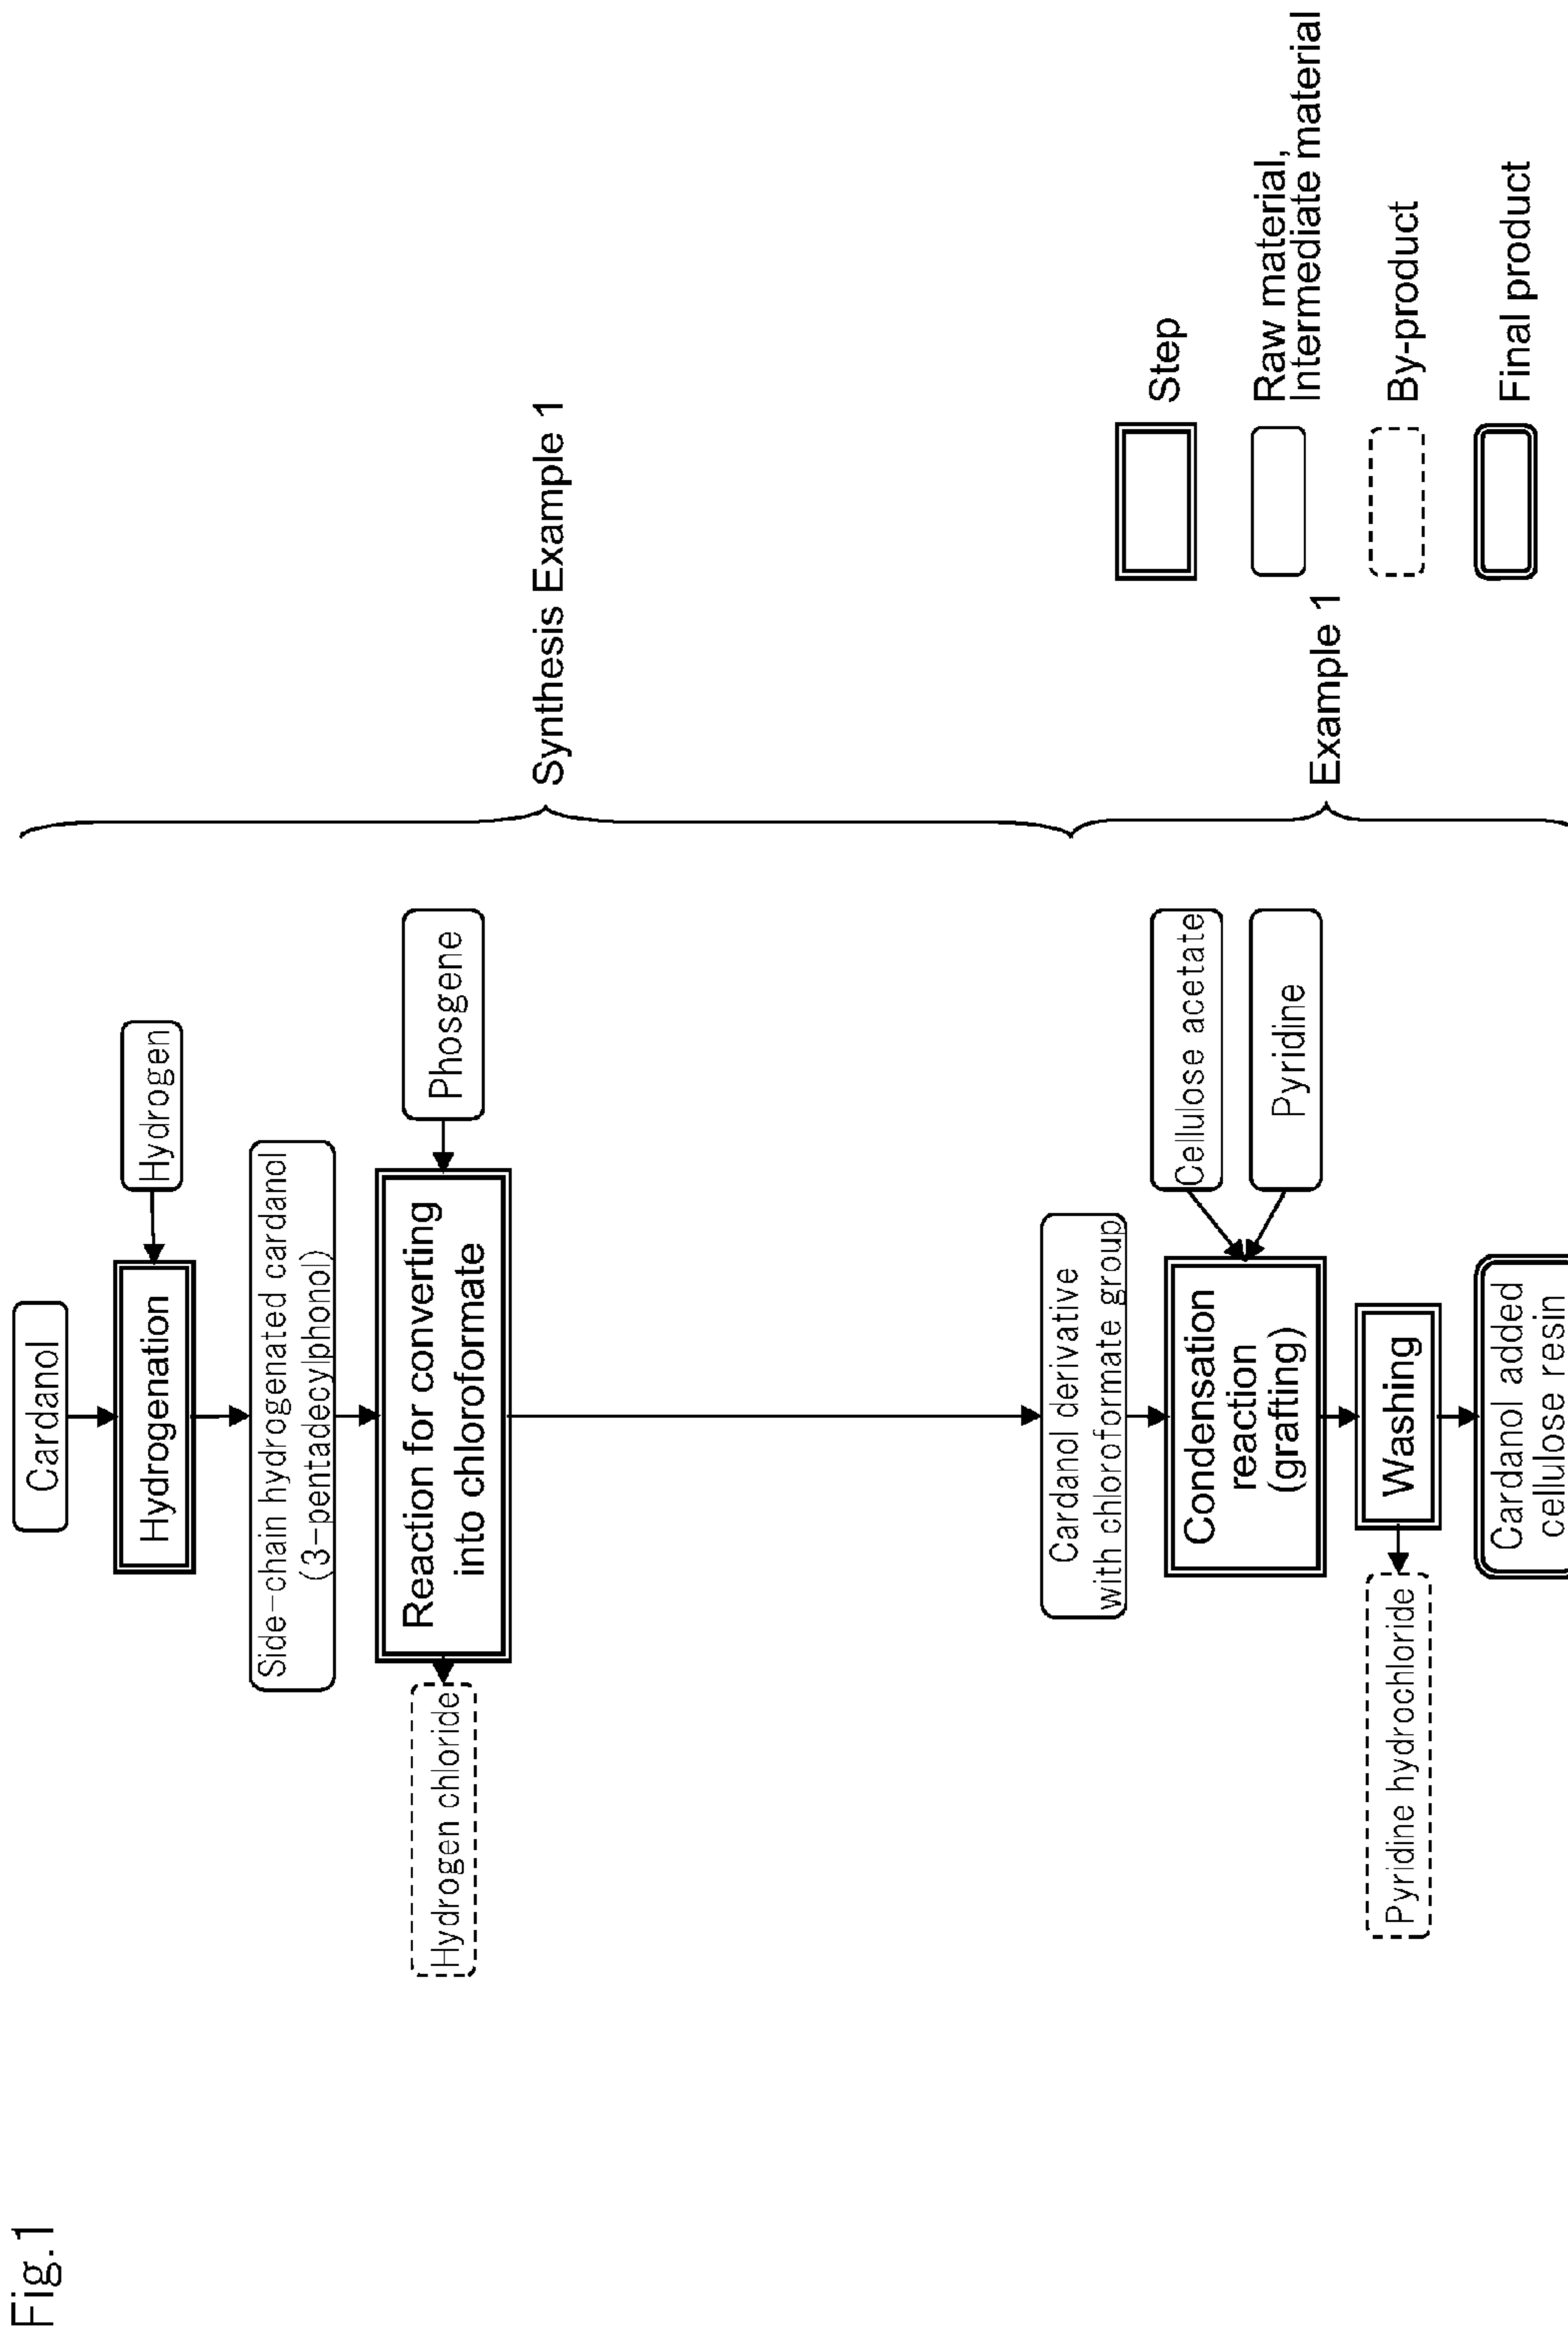 Fig.1
Cardanol
Hydrogen
Hydrogenation
Side-chain hydrogenated cardanol
(3-pentadecylphonol)
Phosgene
Reaction for converting
into chloroformate
Hydrogen chloride
Synthesis Example 1
Cardanol derivative
with chloroformate group
Cellulose acetate
Pyridine
Condensation
reaction
(grafting)
Washing
Pyridine hydrochloride
Cardanol added
cellulose resin
Example 1
Step
Raw material,
Intermediate material
By-product
Final product